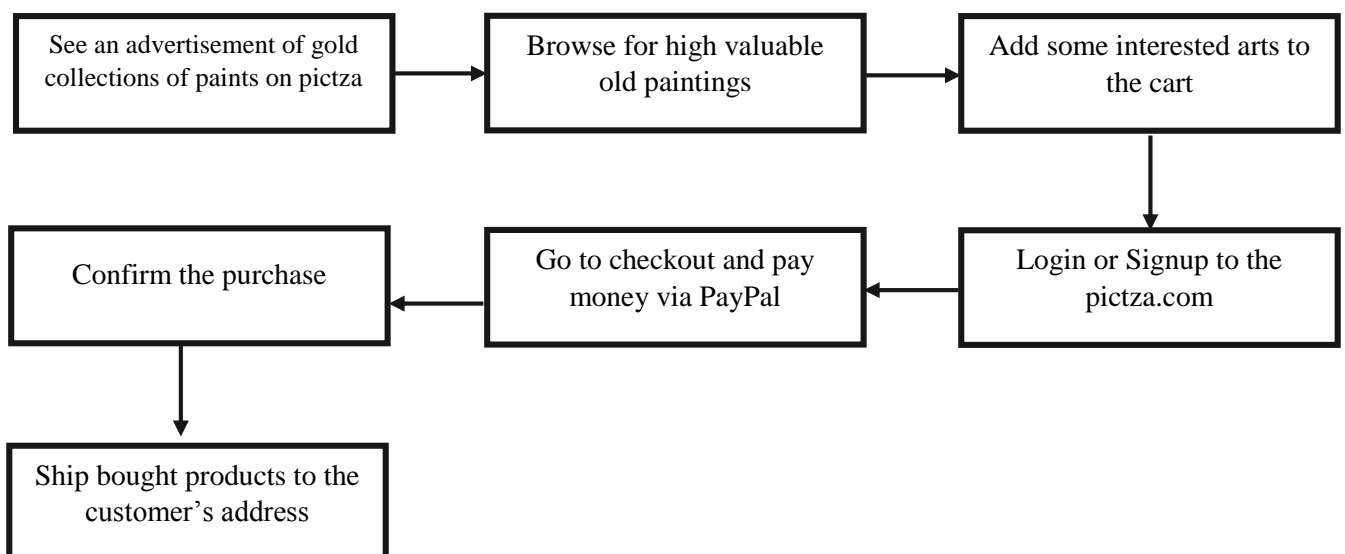 See an advertisement of gold
collections of paints on pictza
Browse for high valuable
old paintings
Add some interested arts to
the cart
Login or Signup to the
pictza.com
Go to checkout and pay
money via PayPal
Confirm the purchase
Ship bought products to the
customer’s address